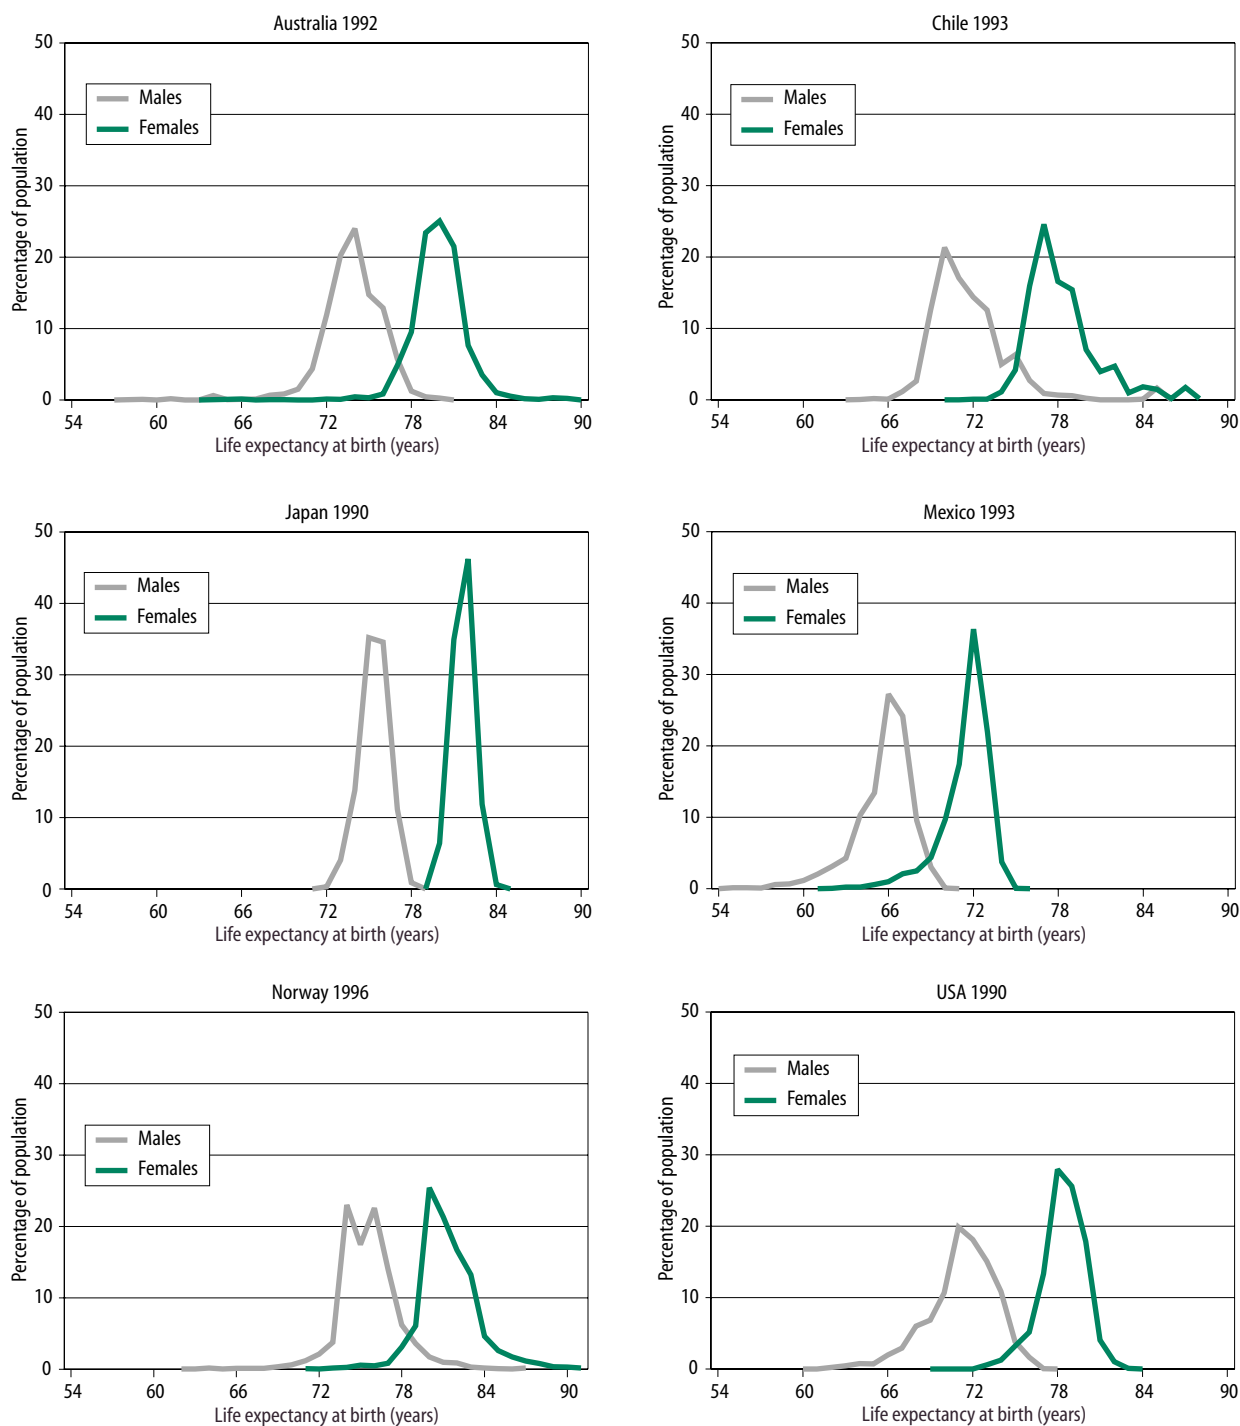 Australia 1992
Percentage of population
50
40
30
20
10
0
Males
Females
54 60 66 72 78 84 90
Life expectancy at birth (years)
Chile 1993
Percentage of population
50
40
30
20
10
0
Males
Females
54 60 66 72 78 84 90
Life expectancy at birth (years)
Japan 1990
Percentage of population
50
40
30
20
10
0
Males
Females
54 60 66 72 78 84 90
Life expectancy at birth (years)
Mexico 1993
Percentage of population
50
40
30
20
10
0
Males
Females
54 60 66 72 78 84 90
Life expectancy at birth (years)
Norway 1996
Percentage of population
50
40
30
20
10
0
Males
Females
54 60 66 72 78 84 90
Life expectancy at birth (years)
USA 1990
Percentage of population
50
40
30
20
10
0
Males
Females
54 60 66 72 78 84 90
Life expectancy at birth (years)